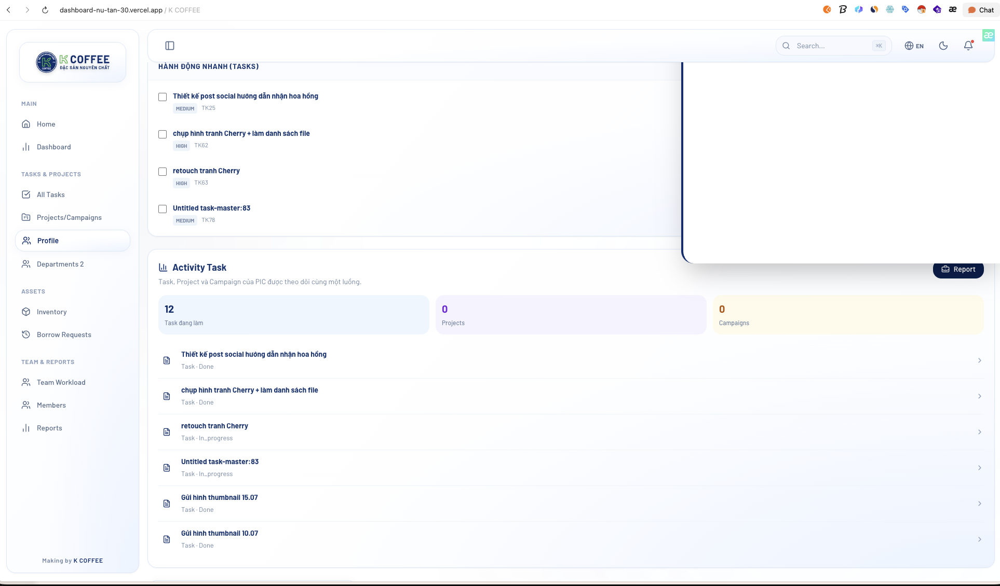 dashboard-nu-tan-30.vercel.app / K COFFEE
Chat
K COFFEE
ĐẶC SẢN NGUYÊN CHẤT
Search...
⌘K
EN
MAIN
Home
Dashboard
TASKS & PROJECTS
All Tasks
Projects/Campaigns
Profile
Departments 2
ASSETS
Inventory
Borrow Requests
TEAM & REPORTS
Team Workload
Members
Reports
Making by K COFFEE
HÀNH ĐỘNG NHANH (TASKS)
Thiết kế post social hướng dẫn nhận hoa hồng
MEDIUM TK25
chụp hình tranh Cherry + làm danh sách file
HIGH TK62
retouch tranh Cherry
HIGH TK63
Untitled task-master:83
MEDIUM TK78
Activity Task
Task, Project và Campaign của PIC được theo dõi cùng một luồng.
Report
12
Task đang làm
0
Projects
0
Campaigns
Thiết kế post social hướng dẫn nhận hoa hồng
Task · Done
chụp hình tranh Cherry + làm danh sách file
Task · Done
retouch tranh Cherry
Task · In_progress
Untitled task-master:83
Task · In_progress
Gửi hình thumbnail 15.07
Task · Done
Gửi hình thumbnail 10.07
Task · Done